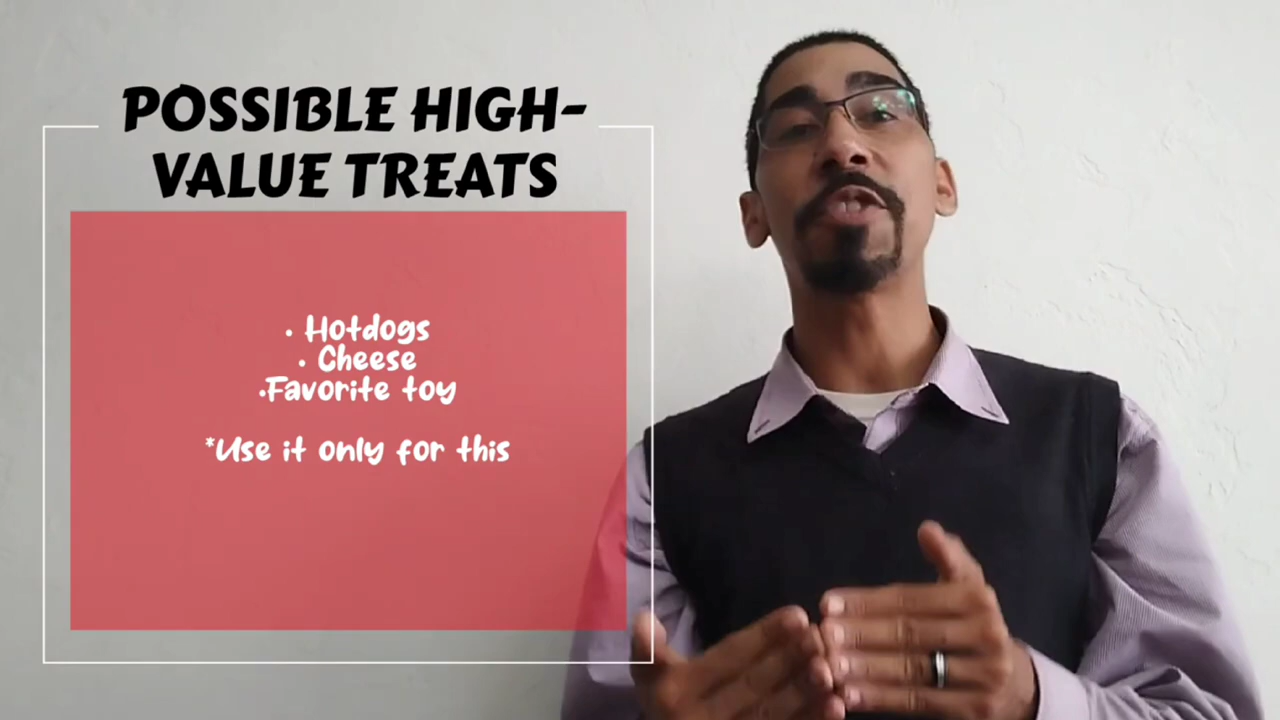 POSSIBLE HIGH-
VALUE TREATS
• Hotdogs
• Cheese
•Favorite toy
*Use it only for this